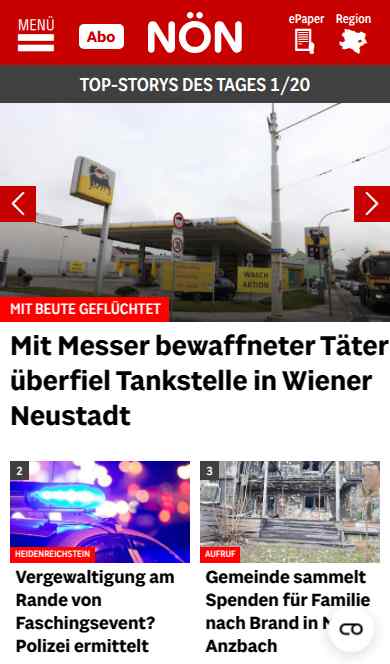 MENÜ
Abo
NÖN
ePaper
Region
TOP-STORYS DES TAGES 1/20
WASCH
AKTION
MIT BEUTE GEFLÜCHTET
Mit Messer bewaffneter Täter
überfiel Tankstelle in Wiener
Neustadt
2
HEIDENREICHSTEIN
Vergewaltigung am
Rande von
Faschingsevent?
Polizei ermittelt
3
AUFRUF
Gemeinde sammelt
Spenden für Familie
nach Brand in
Anzbach